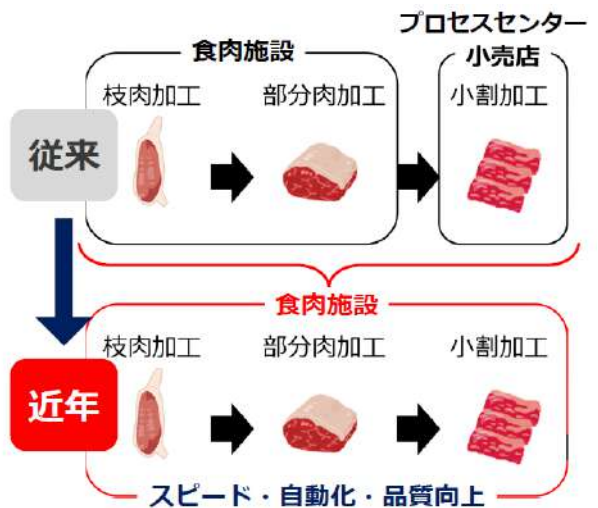 プロセスセンター
食肉施設
小売店
枝肉加工
部分肉加工
小割加工
従来
食肉施設
枝肉加工
部分肉加工
小割加工
近年
スピード・自動化・品質向上